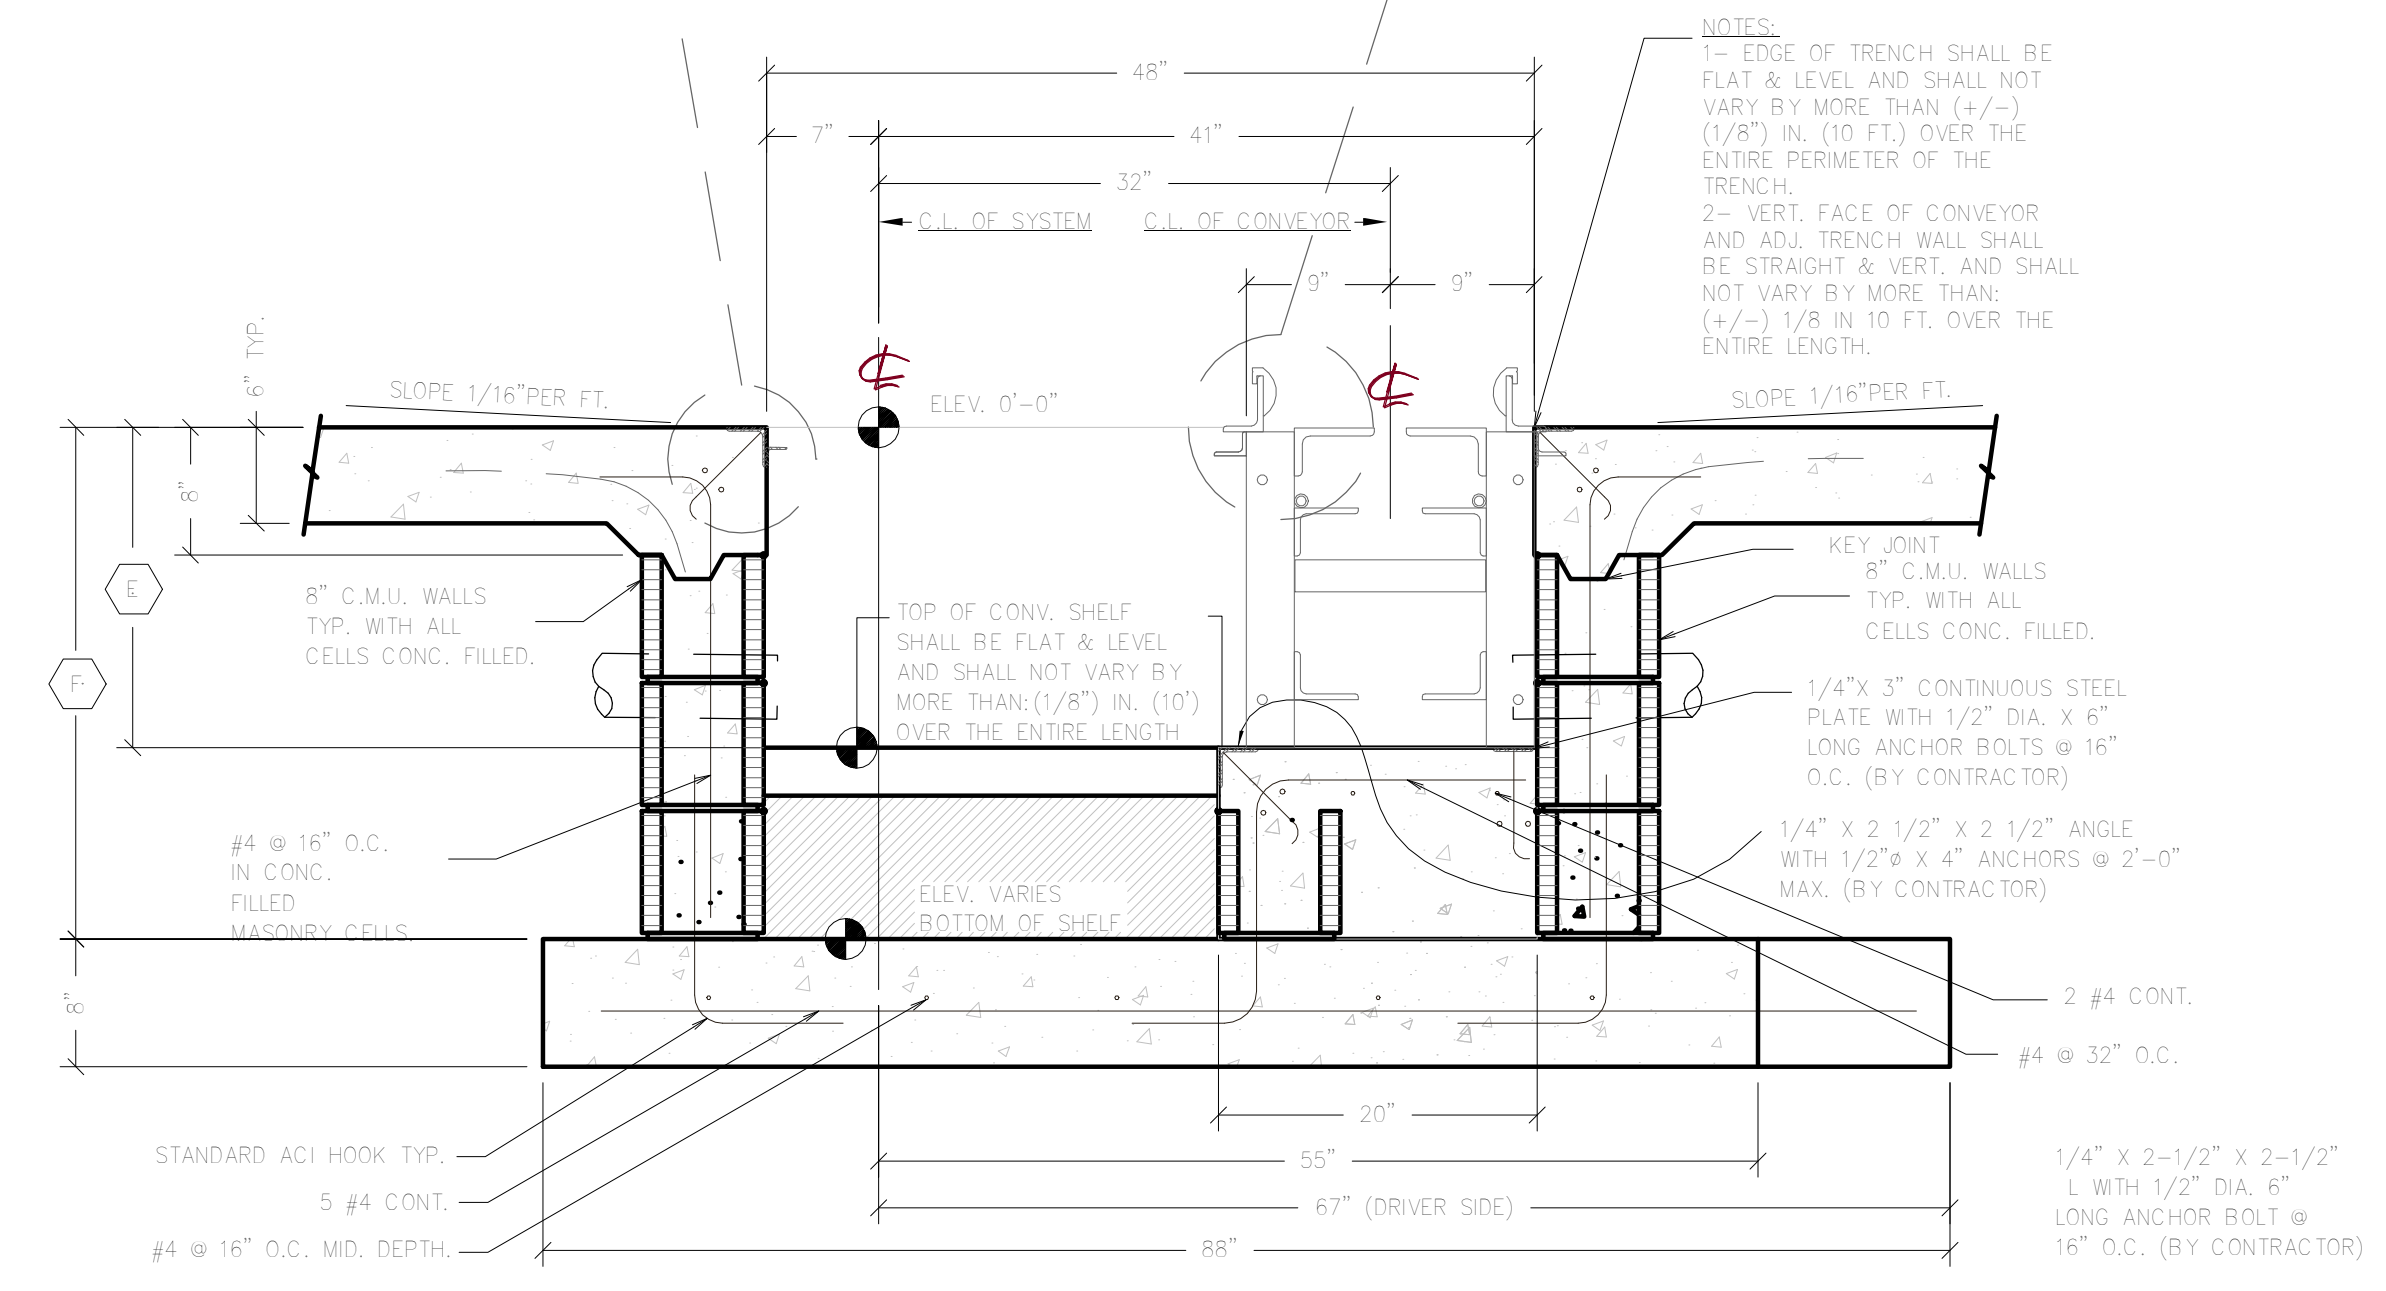 NOTES:
1- EDGE OF TRENCH SHALL BE
FLAT & LEVEL AND SHALL NOT
VARY BY MORE THAN (+/-)
(1/8") IN. (10 FT.) OVER THE
ENTIRE PERIMETER OF THE
TRENCH.
2- VERT. FACE OF CONVEYOR
AND ADJ. TRENCH WALL SHALL
BE STRAIGHT & VERT. AND SHALL
NOT VARY BY MORE THAN:
(+/-) 1/8 IN 10 FT. OVER THE
ENTIRE LENGTH.
48"
7"
41"
32"
C.L. OF SYSTEM
C.L. OF CONVEYOR
9"
9"
6" TYP.
SLOPE 1/16"PER FT.
ELEV. 0'-0"
SLOPE 1/16"PER FT.
8"
E
F
8" C.M.U. WALLS
TYP. WITH ALL
CELLS CONC. FILLED.
TOP OF CONV. SHELF
SHALL BE FLAT & LEVEL
AND SHALL NOT VARY BY
MORE THAN:(1/8") IN. (10')
OVER THE ENTIRE LENGTH
KEY JOINT
8" C.M.U. WALLS
TYP. WITH ALL
CELLS CONC. FILLED.
1/4"X 3" CONTINUOUS STEEL
PLATE WITH 1/2" DIA. X 6"
LONG ANCHOR BOLTS @ 16"
O.C. (BY CONTRACTOR)
#4 @ 16" O.C.
IN CONC.
FILLED
MASONRY CELLS.
1/4" X 2 1/2" X 2 1/2" ANGLE
WITH 1/2"ø X 4" ANCHORS @ 2'-0"
MAX. (BY CONTRACTOR)
ELEV. VARIES
BOTTOM OF SHELF
8"
2 #4 CONT.
#4 @ 32" O.C.
20"
STANDARD ACI HOOK TYP.
55"
5 #4 CONT.
67" (DRIVER SIDE)
#4 @ 16" O.C. MID. DEPTH.
88"
1/4" X 2-1/2" X 2-1/2"
L WITH 1/2" DIA. 6"
LONG ANCHOR BOLT @
16" O.C. (BY CONTRACTOR)